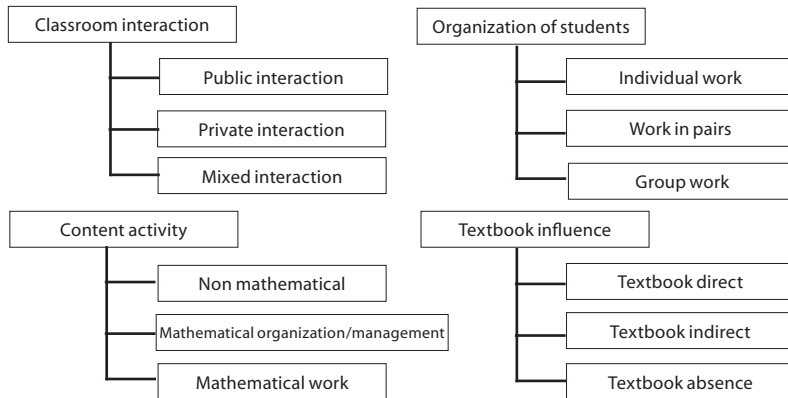 Classroom interaction
Public interaction
Private interaction
Mixed interaction
Organization of students
Individual work
Work in pairs
Group work
Content activity
Non mathematical
Mathematical organization/management
Mathematical work
Textbook influence
Textbook direct
Textbook indirect
Textbook absence